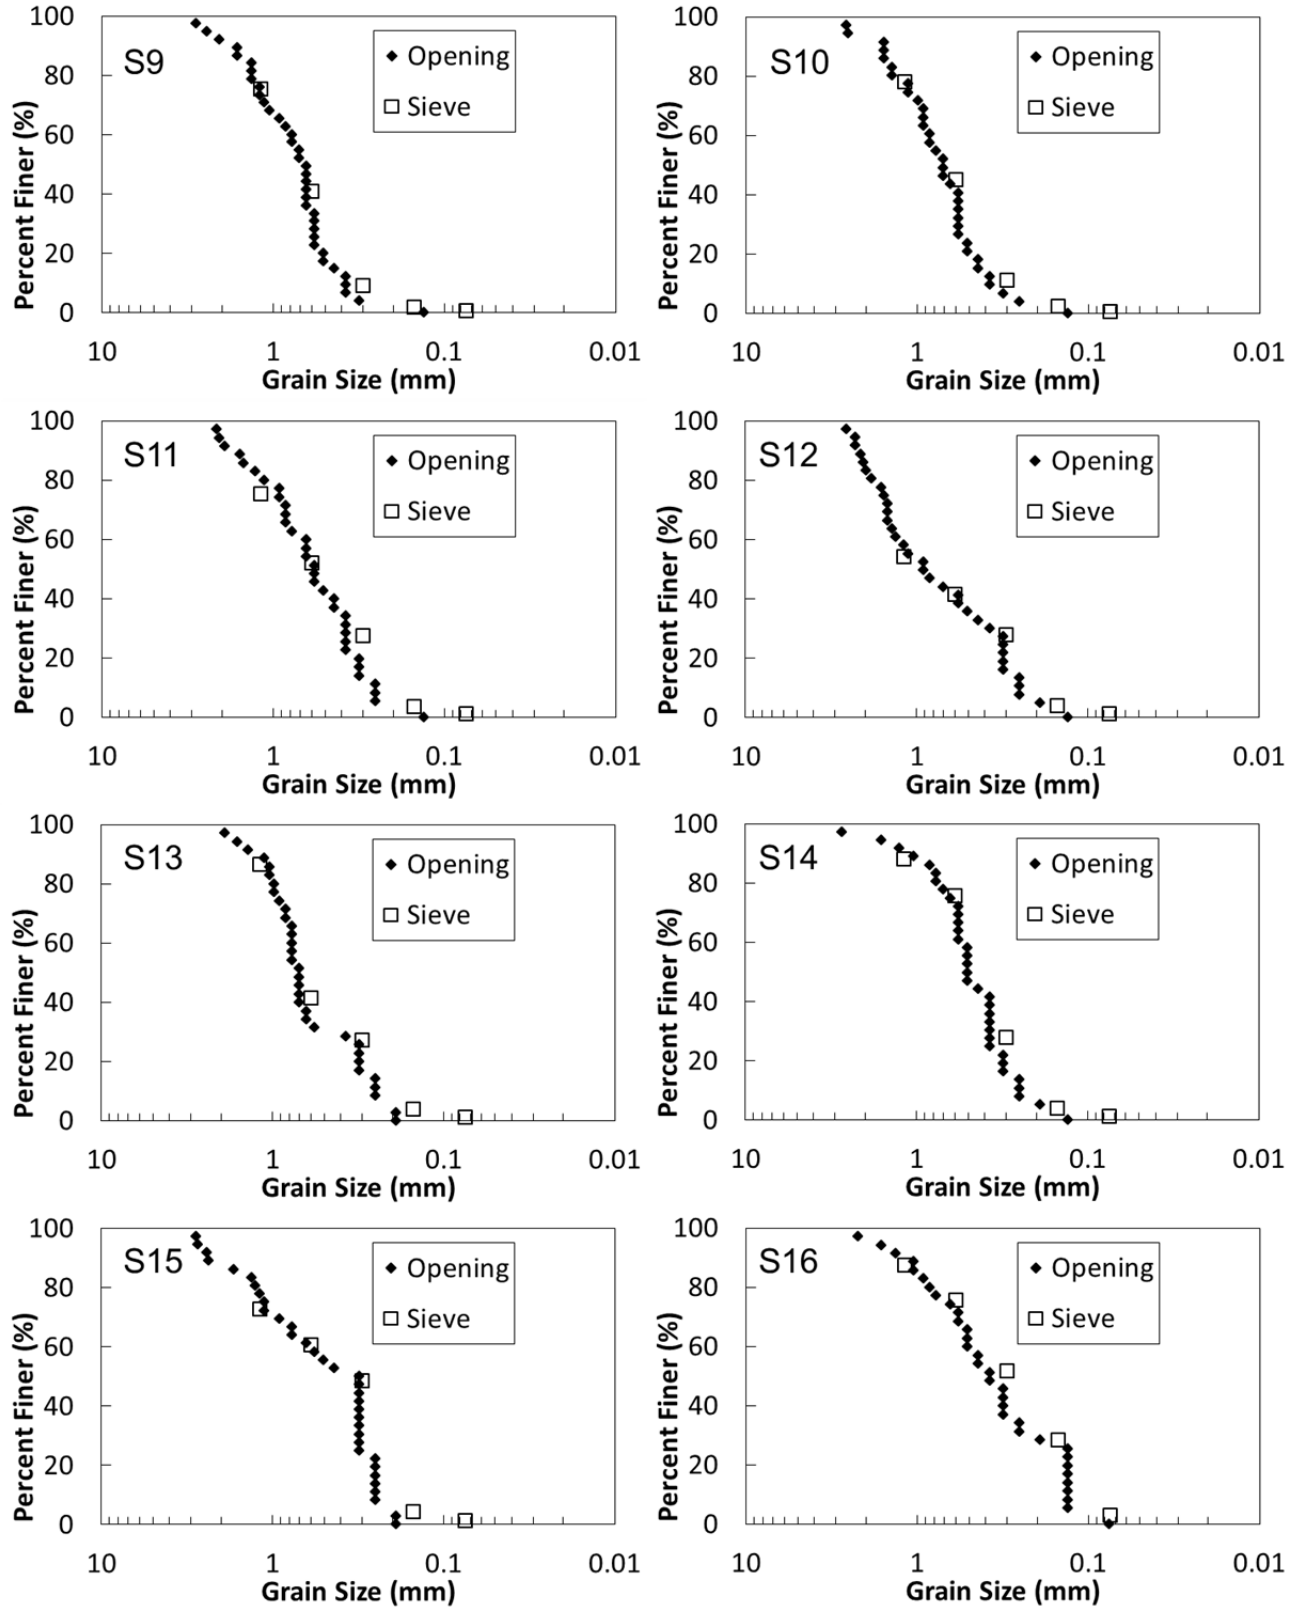 100
80
60
40
20
0
Percent Finer (%)
S9
Opening
Sieve
10 1 0.1 0.01
Grain Size (mm)
100
80
60
40
20
0
Percent Finer (%)
S10
Opening
Sieve
10 1 0.1 0.01
Grain Size (mm)
100
80
60
40
20
0
Percent Finer (%)
S11
Opening
Sieve
10 1 0.1 0.01
Grain Size (mm)
100
80
60
40
20
0
Percent Finer (%)
S12
Opening
Sieve
10 1 0.1 0.01
Grain Size (mm)
100
80
60
40
20
0
Percent Finer (%)
S13
Opening
Sieve
10 1 0.1 0.01
Grain Size (mm)
100
80
60
40
20
0
Percent Finer (%)
S14
Opening
Sieve
10 1 0.1 0.01
Grain Size (mm)
100
80
60
40
20
0
Percent Finer (%)
S15
Opening
Sieve
10 1 0.1 0.01
Grain Size (mm)
100
80
60
40
20
0
Percent Finer (%)
S16
Opening
Sieve
10 1 0.1 0.01
Grain Size (mm)